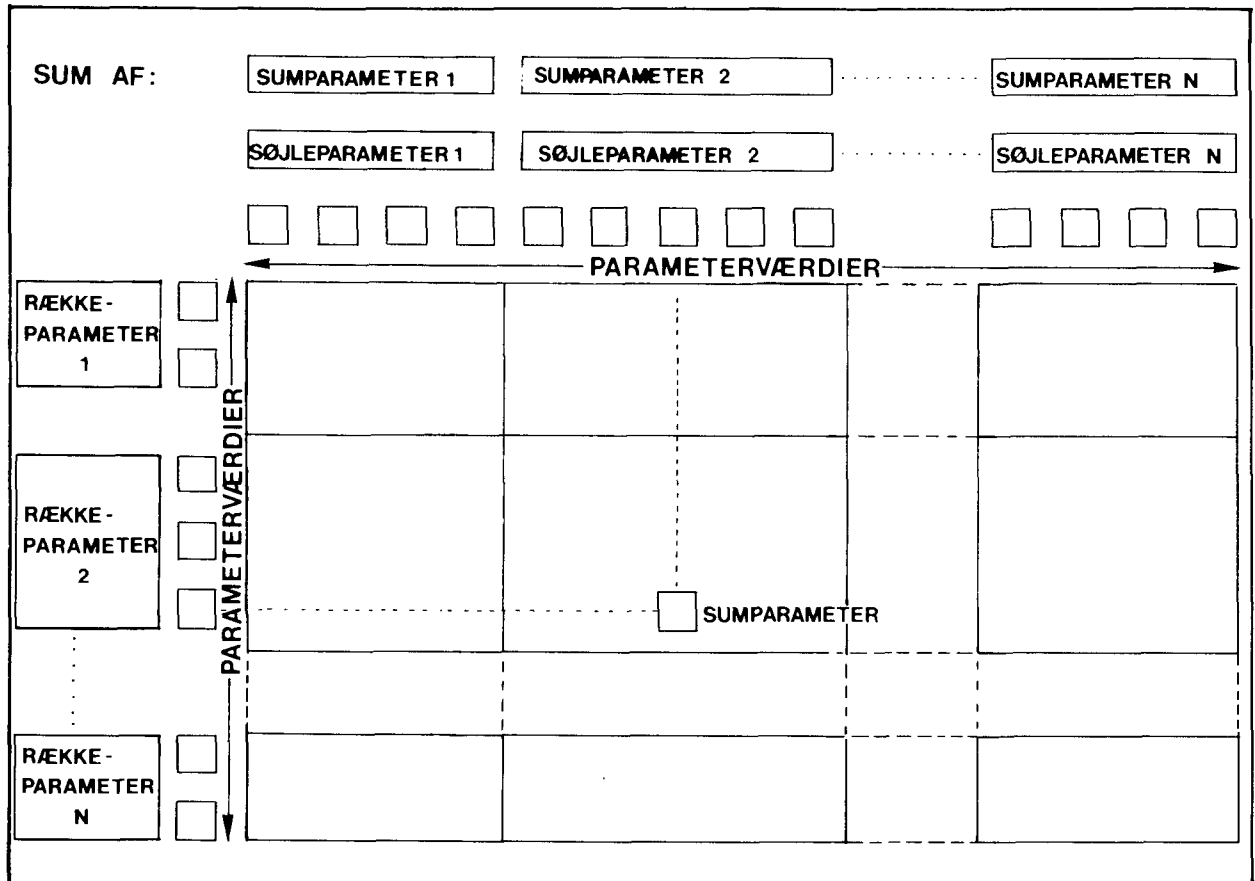 SUM AF:
SUMPARAMETER 1
SUMPARAMETER 2
SUMPARAMETER N
SØJLEPARAMETER 1
SØJLEPARAMETER 2
SØJLEPARAMETER N
PARAMETERVÆRDIER
RÆKKE-
PARAMETER
1
PARAMETERVÆRDIER
RÆKKE-
PARAMETER
2
SUMPARAMETER
RÆKKE-
PARAMETER
N